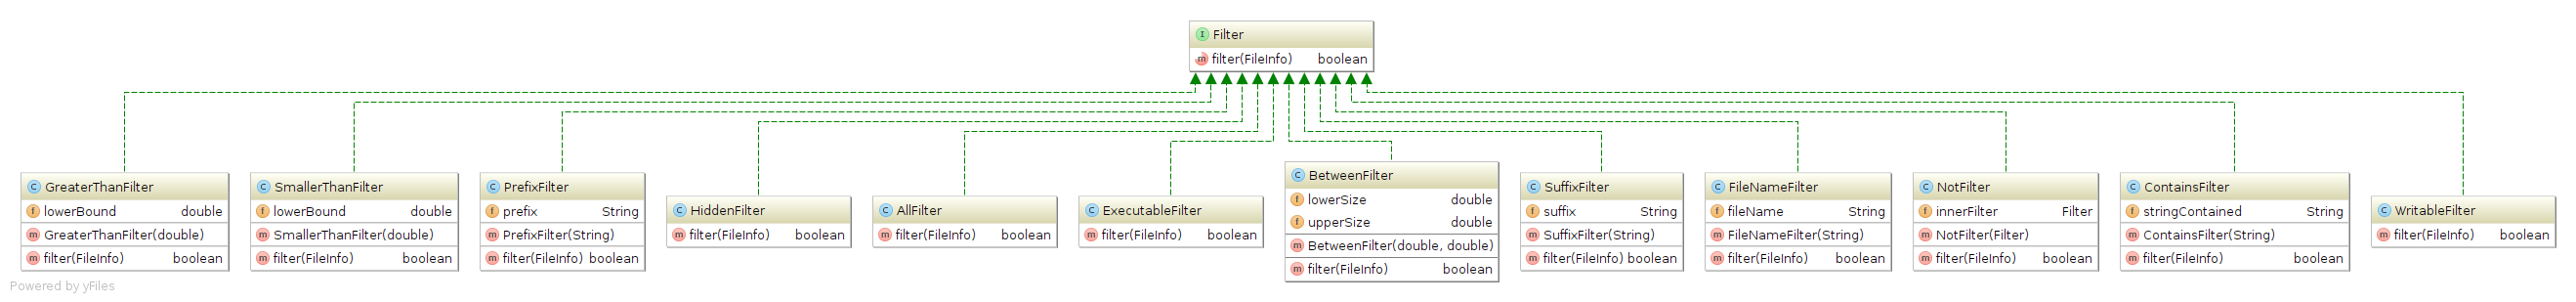 I Filter
m filter(FileInfo) boolean
C GreaterThanFilter
f lowerBound double
m GreaterThanFilter(double)
m filter(FileInfo) boolean
C SmallerThanFilter
f lowerBound double
m SmallerThanFilter(double)
m filter(FileInfo) boolean
C PrefixFilter
f prefix String
m PrefixFilter(String)
m filter(FileInfo) boolean
C HiddenFilter
m filter(FileInfo) boolean
C AllFilter
m filter(FileInfo) boolean
C ExecutableFilter
m filter(FileInfo) boolean
C BetweenFilter
f lowerSize double
f upperSize double
m BetweenFilter(double, double)
m filter(FileInfo) boolean
C SuffixFilter
f suffix String
m SuffixFilter(String)
m filter(FileInfo) boolean
C FileNameFilter
f fileName String
m FileNameFilter(String)
m filter(FileInfo) boolean
C NotFilter
f innerFilter Filter
m NotFilter(Filter)
m filter(FileInfo) boolean
C ContainsFilter
f stringContained String
m ContainsFilter(String)
m filter(FileInfo) boolean
C WritableFilter
m filter(FileInfo) boolean
Powered by yFiles